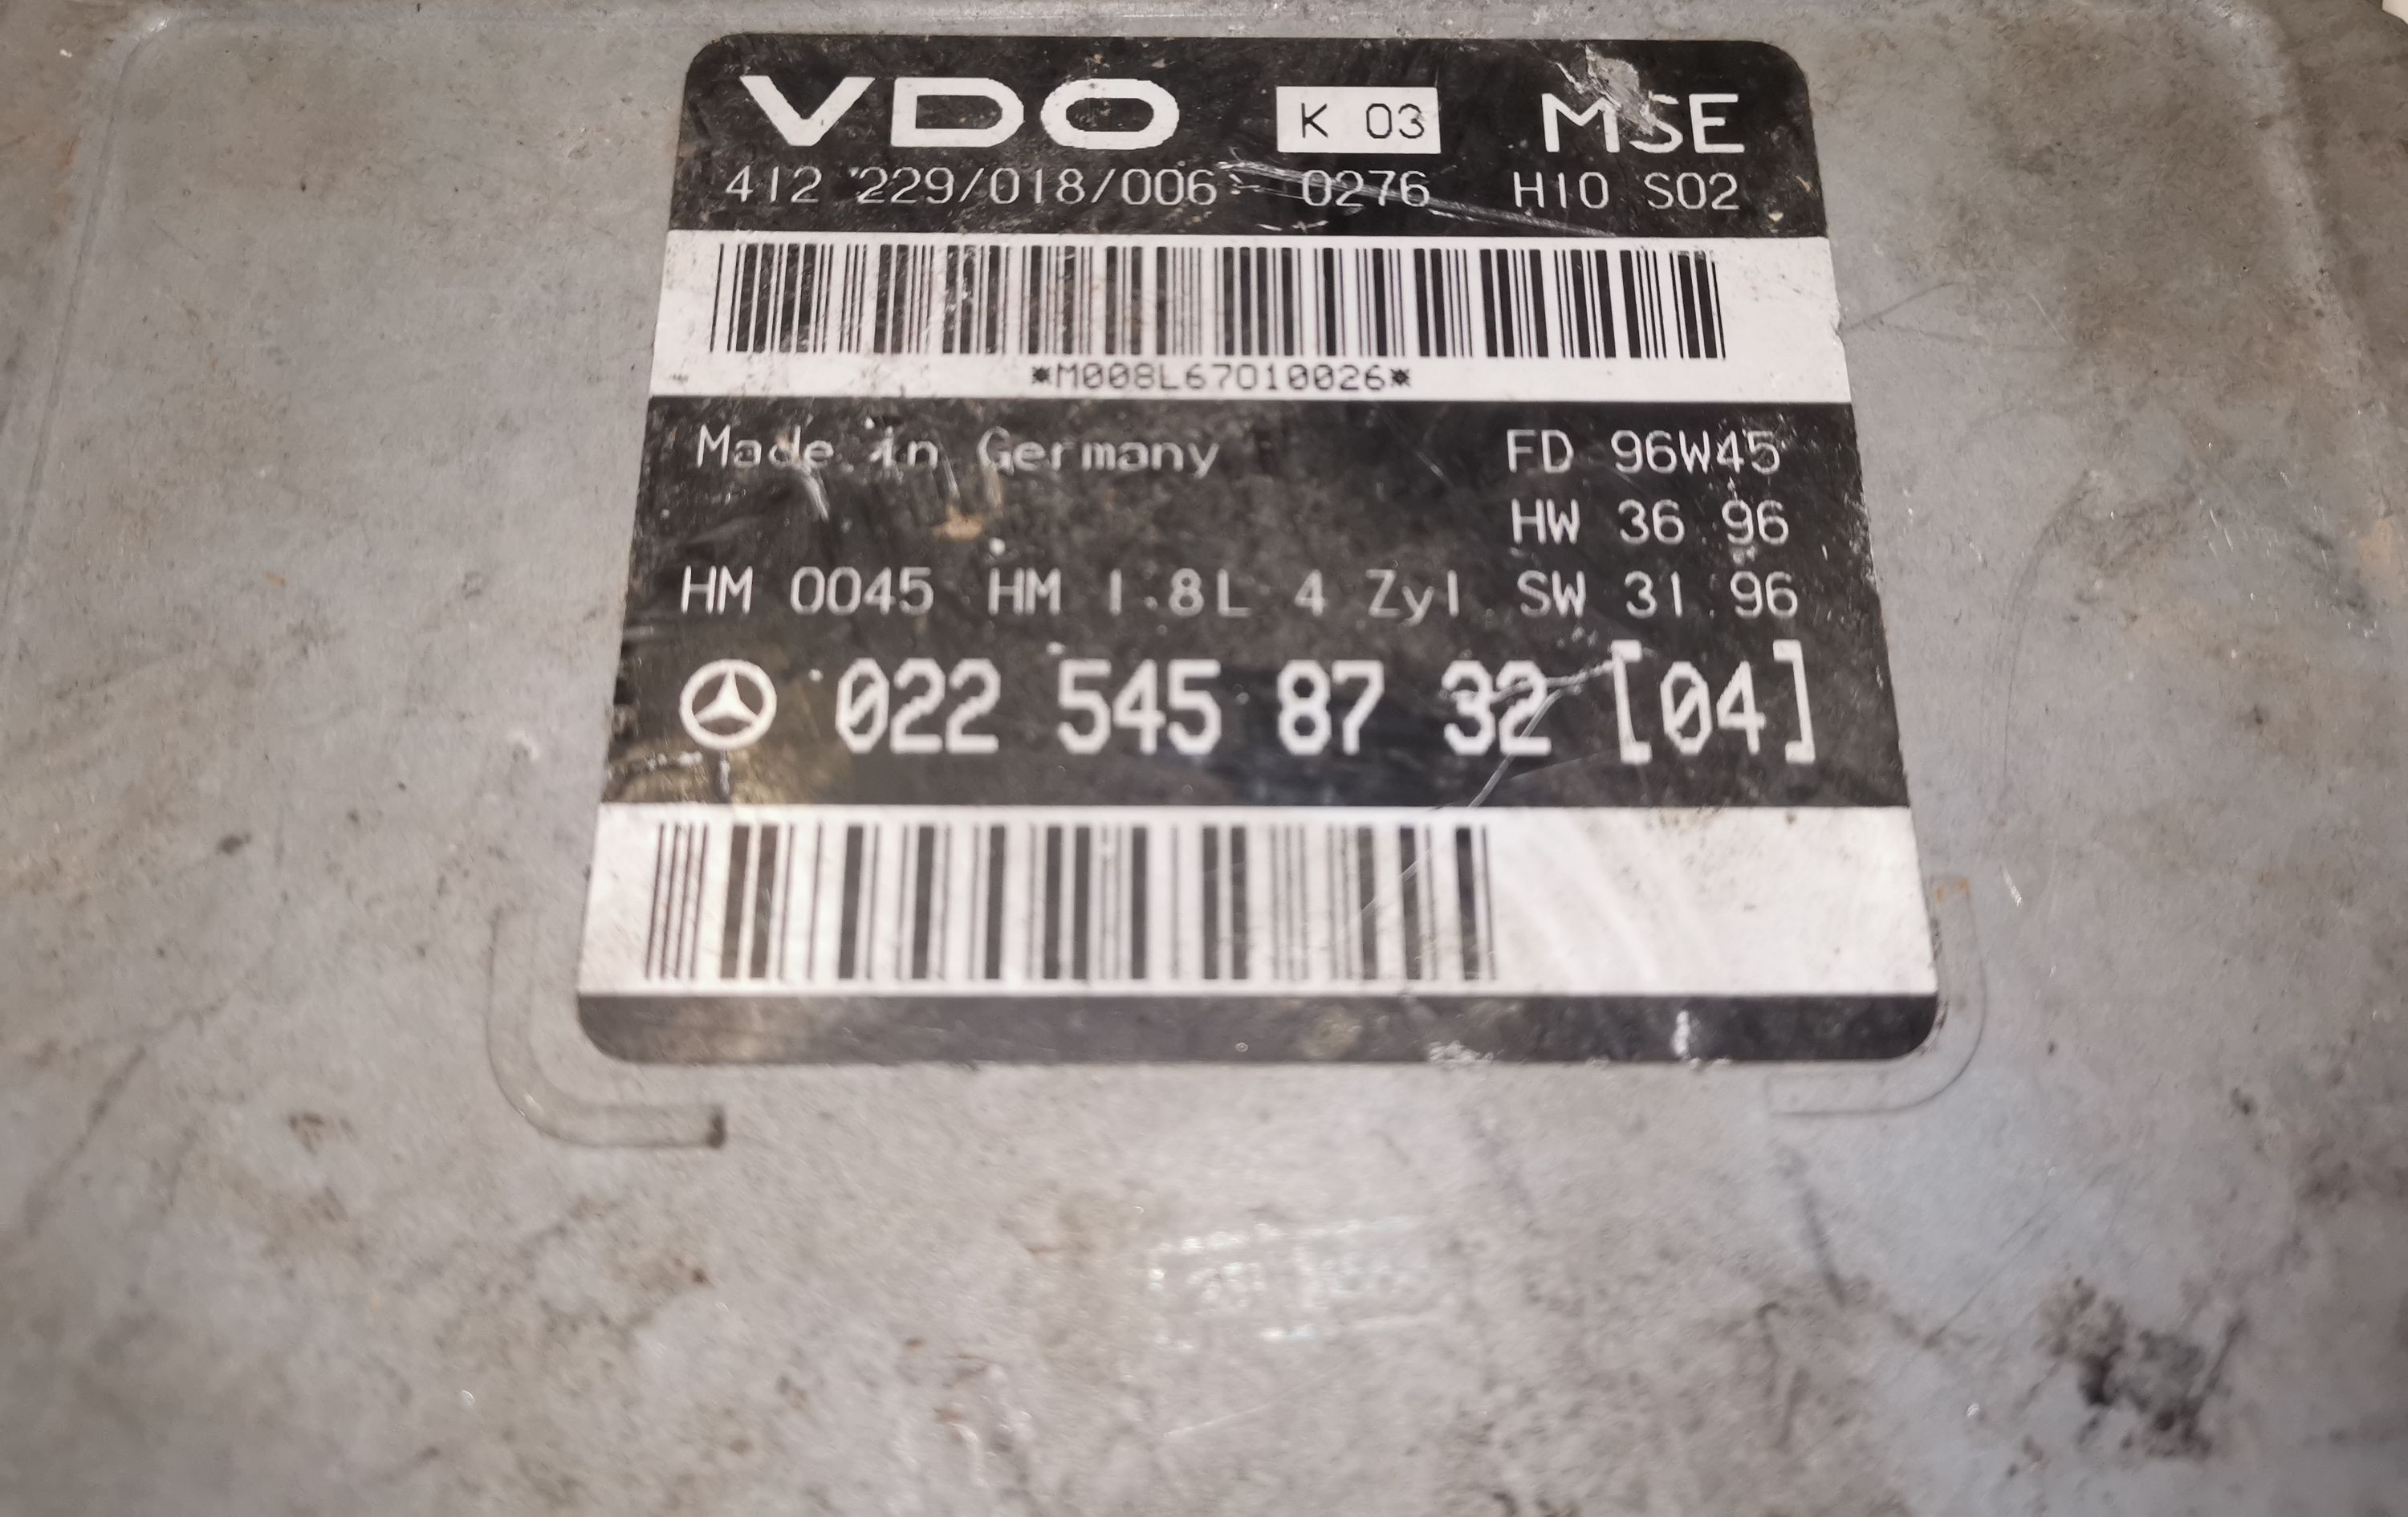 VDO K 03 MSE
412 229/018/006 0276 H10 S02
*M008L67010026*
Made in Germany FD 96W45
HW 36 96
HM 0045 HM 1.8L 4 Zyl SW 31 96
022 545 87 32 [04]